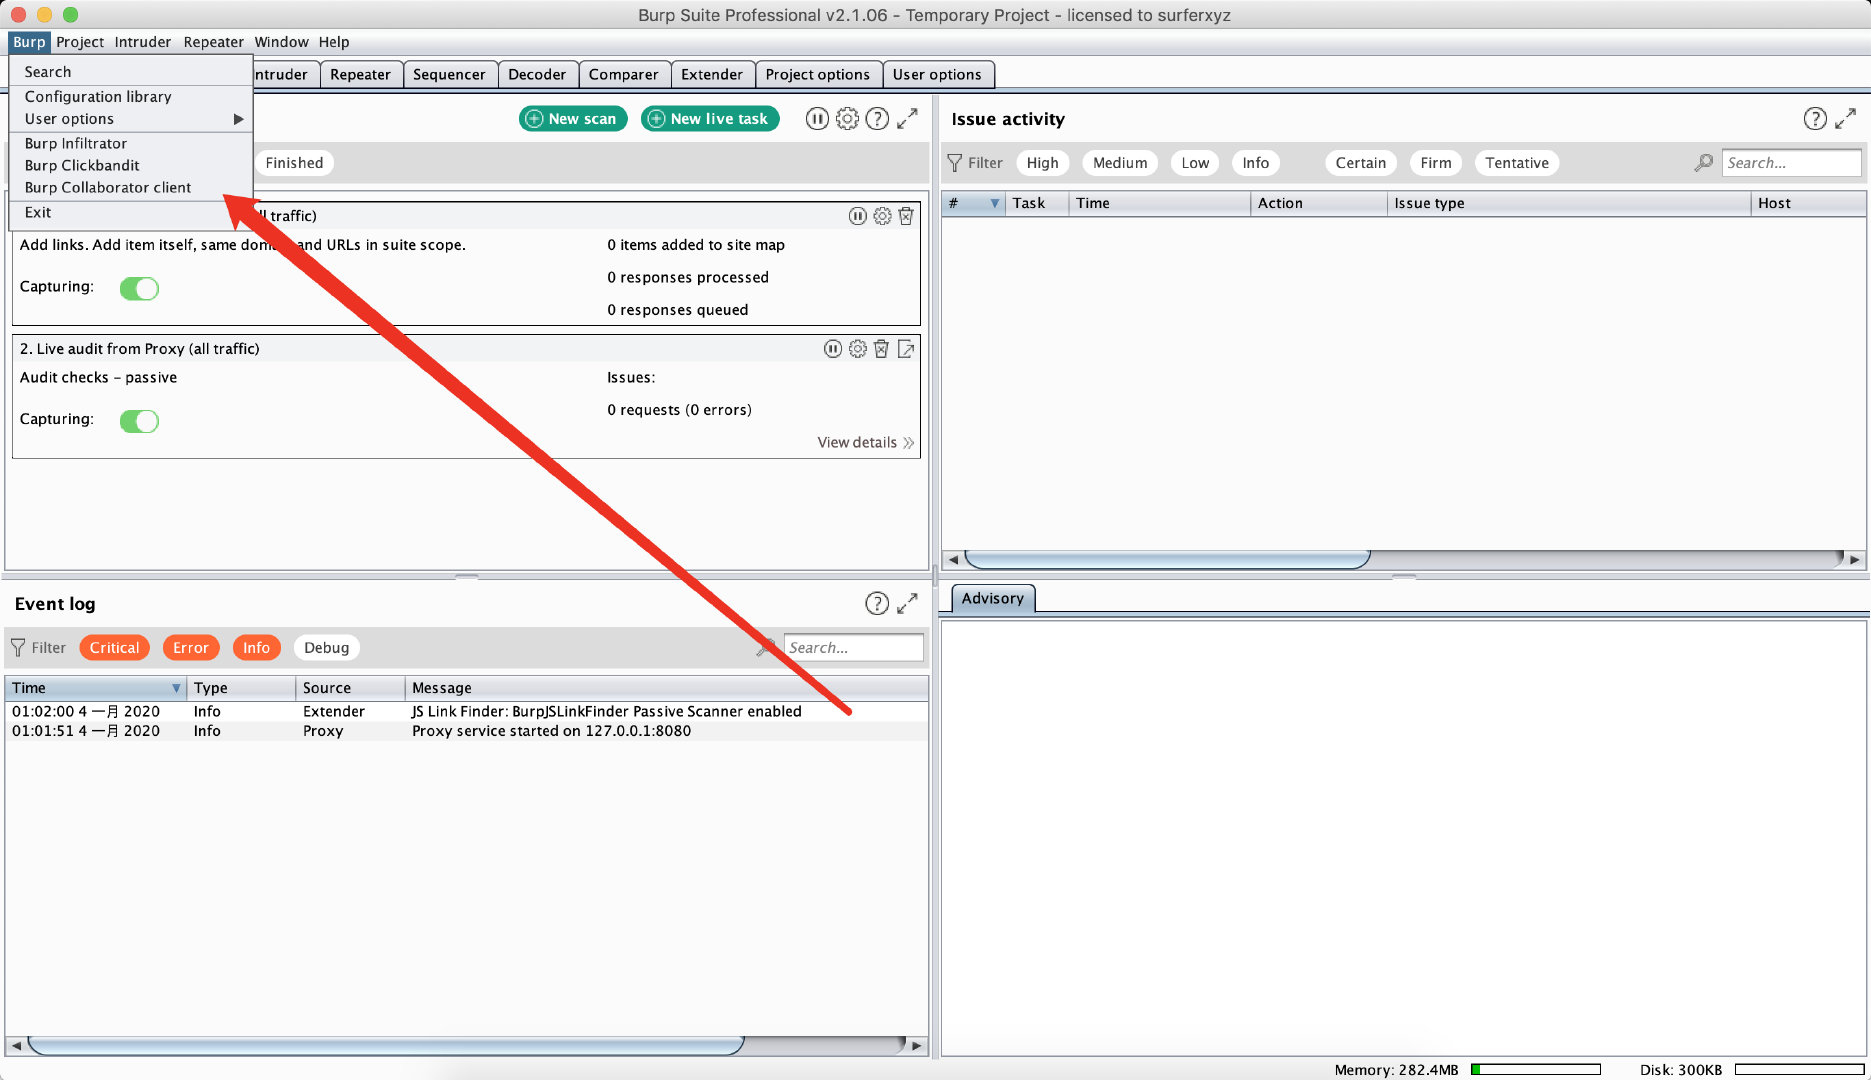 Burp Suite Professional v2.1.06 - Temporary Project - licensed to surferxyz
Burp Project Intruder Repeater Window Help
Search
Configuration library
User options
Burp Infiltrator
Burp Clickbandit
Burp Collaborator client
Exit
ntruder Repeater Sequencer Decoder Comparer Extender Project options User options
New scan New live task
Finished
ll traffic)
Add links. Add item itself, same dom and URLs in suite scope.
0 items added to site map
0 responses processed
Capturing:
0 responses queued
2. Live audit from Proxy (all traffic)
Audit checks - passive
Issues:
0 requests (0 errors)
Capturing:
View details
Issue activity
Filter High Medium Low Info Certain Firm Tentative Search...
# Task Time Action Issue type Host
Event log
Filter Critical Error Info Debug Search...
Time Type Source Message
01:02:00 4 一月 2020 Info Extender JS Link Finder: BurpJSLinkFinder Passive Scanner enabled
01:01:51 4 一月 2020 Info Proxy Proxy service started on 127.0.0.1:8080
Advisory
Memory: 282.4MB Disk: 300KB